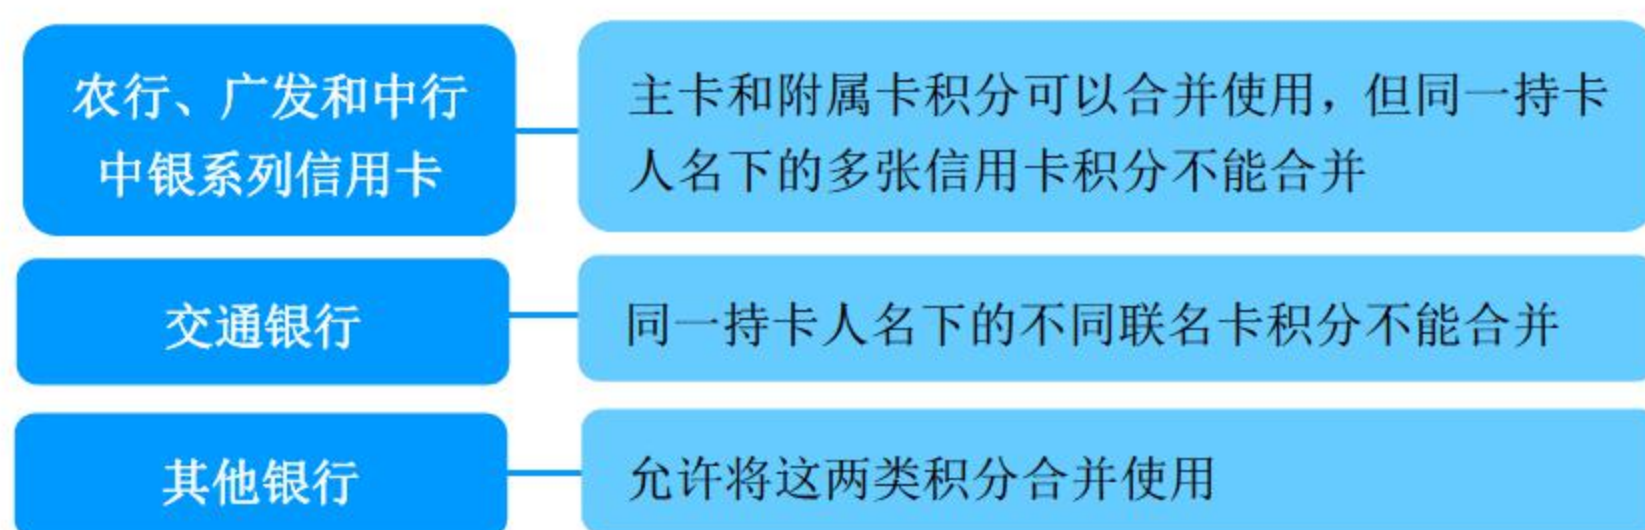 农行、广发和中行
中银系列信用卡
主卡和附属卡积分可以合并使用，但同一持卡
人名下的多张信用卡积分不能合并
交通银行
同一持卡人名下的不同联名卡积分不能合并
其他银行
允许将这两类积分合并使用